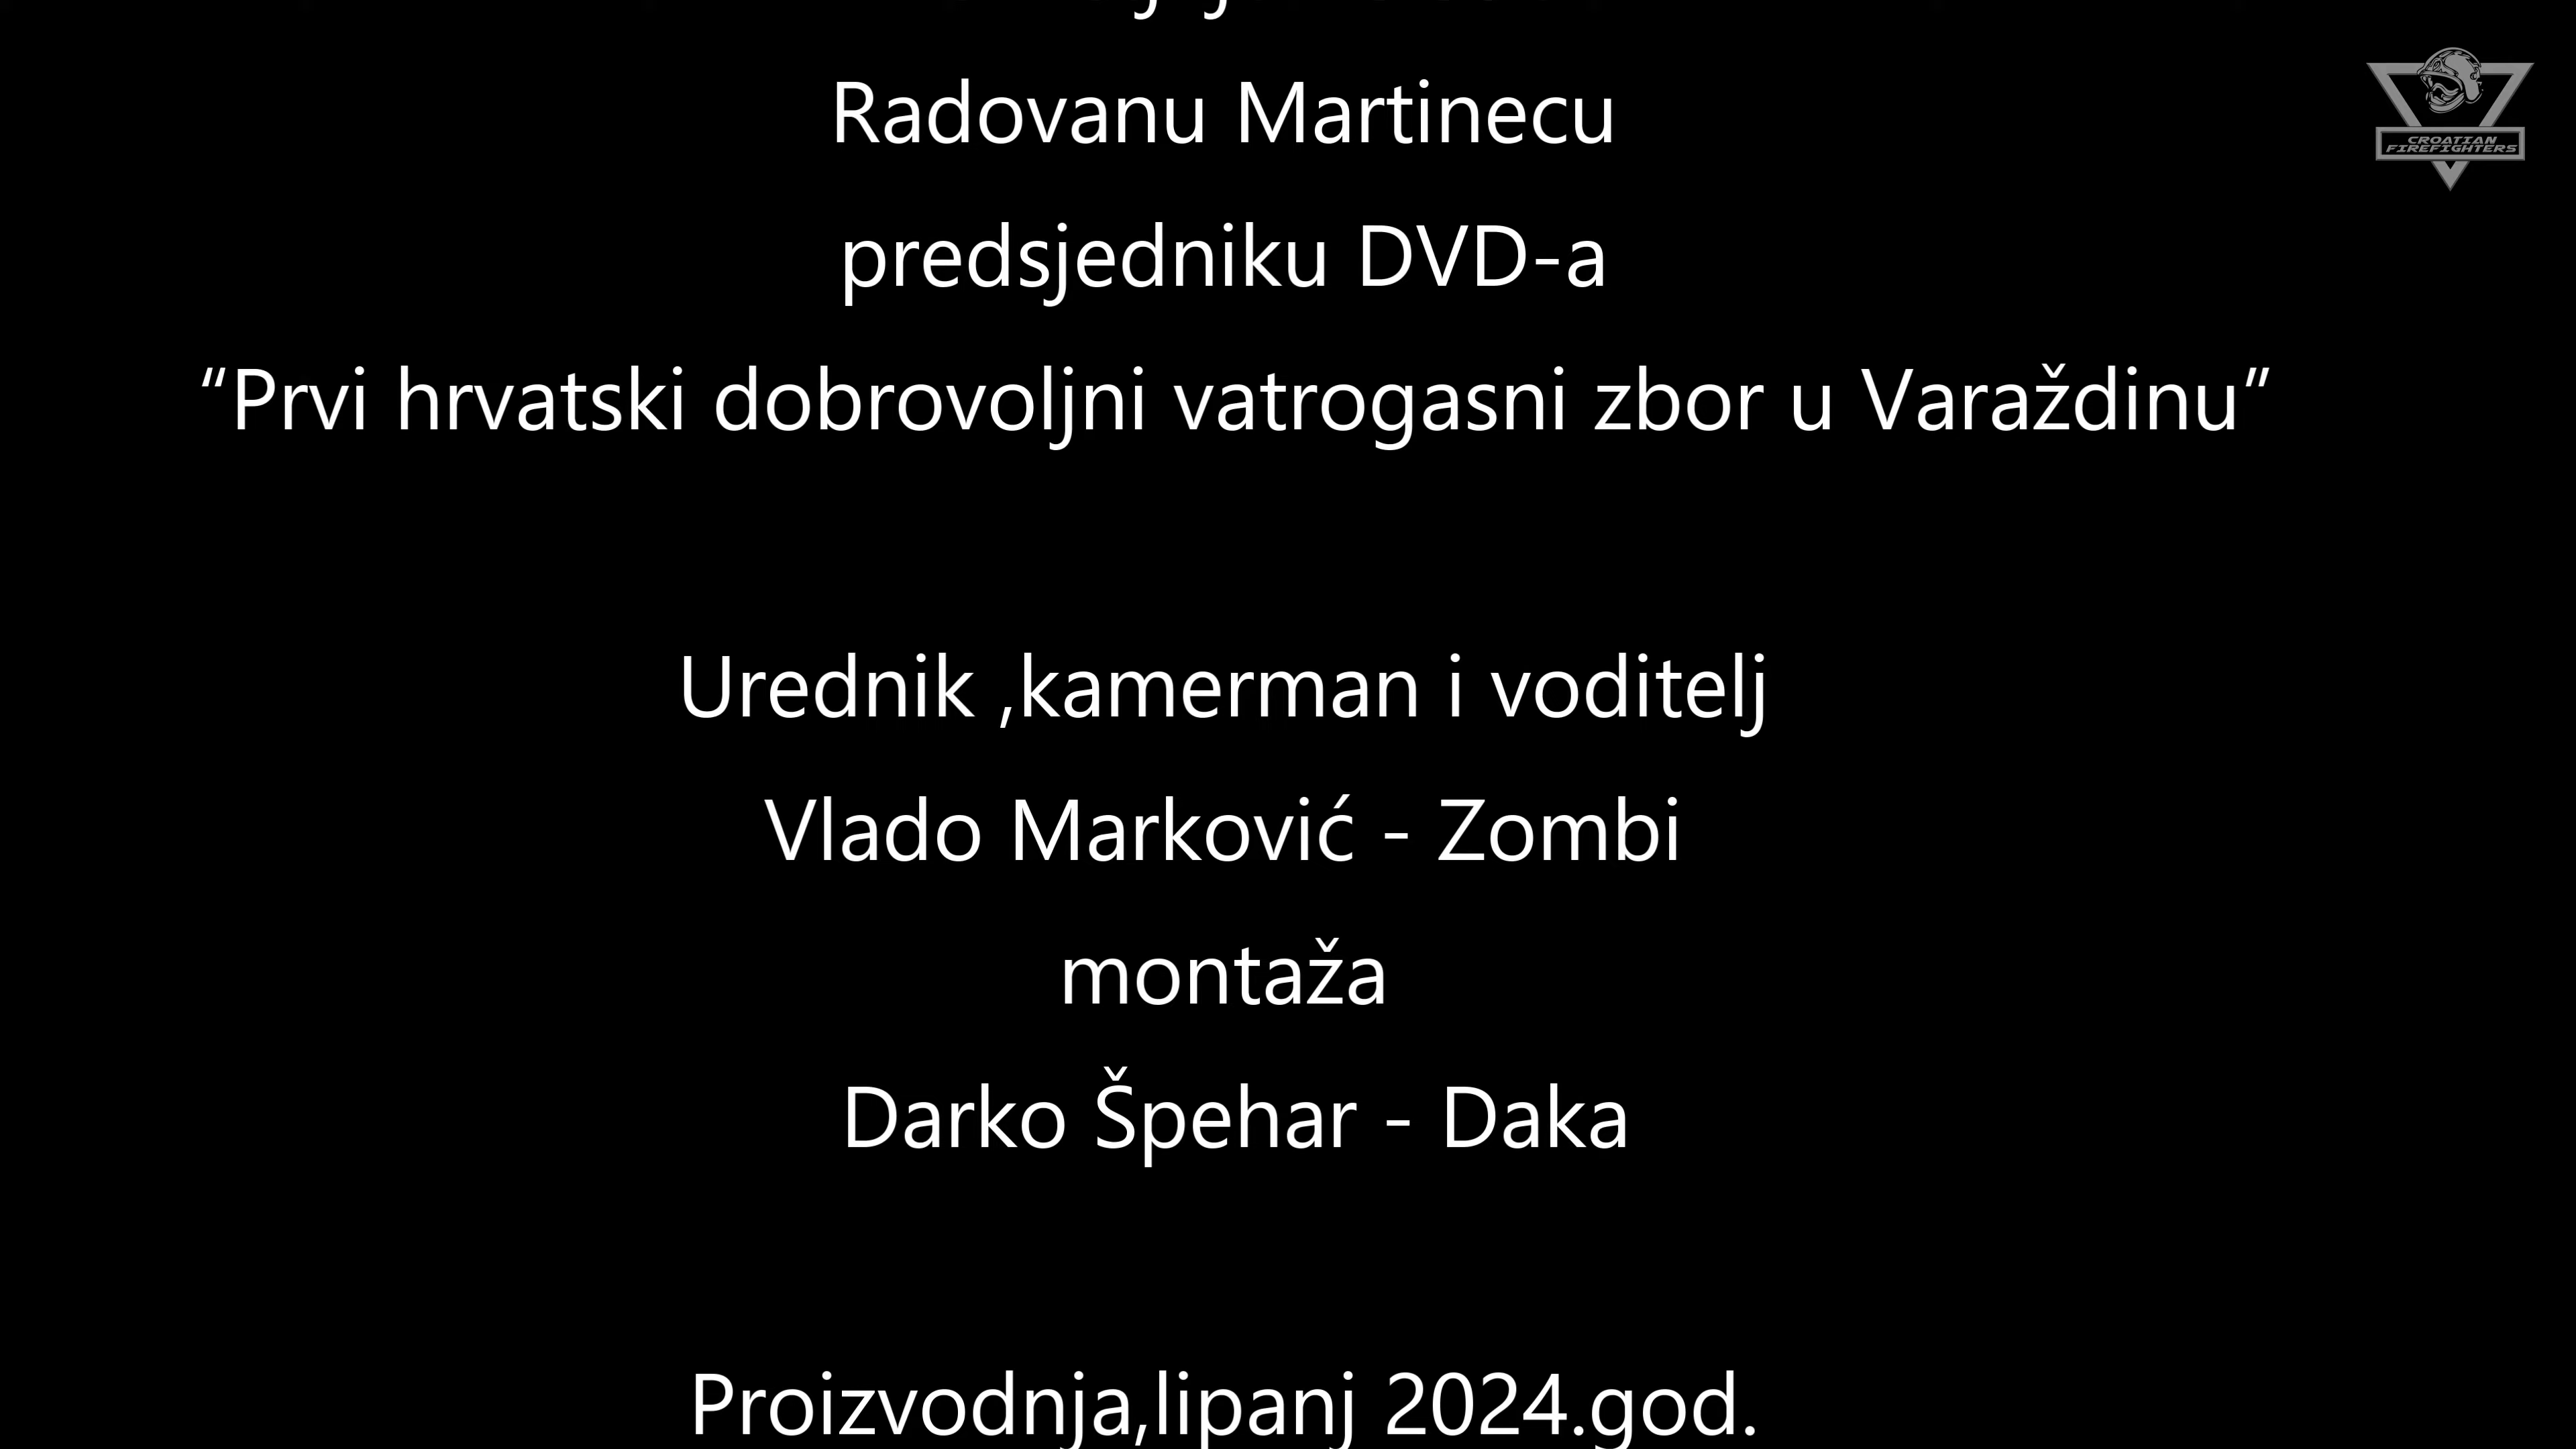 Radovanu Martinecu
predsjedniku DVD-a
“Prvi hrvatski dobrovoljni vatrogasni zbor u Varaždinu”
Urednik ,kamerman i voditelj
Vlado Marković - Zombi
montaža
Darko Špehar - Daka
Proizvodnja,lipanj 2024.god.
CROATIAN
FIREFIGHTERS